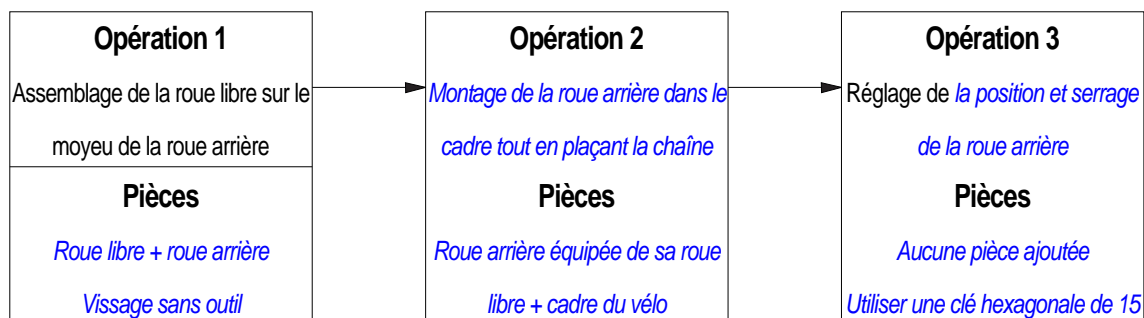 Opération 1
Assemblage de la roue libre sur le
moyeu de la roue arrière
Pièces
Roue libre + roue arrière
Vissage sans outil
Opération 2
Montage de la roue arrière dans le
cadre tout en plaçant la chaîne
Pièces
Roue arrière équipée de sa roue
libre + cadre du vélo
Opération 3
Réglage de la position et serrage
de la roue arrière
Pièces
Aucune pièce ajoutée
Utiliser une clé hexagonale de 15